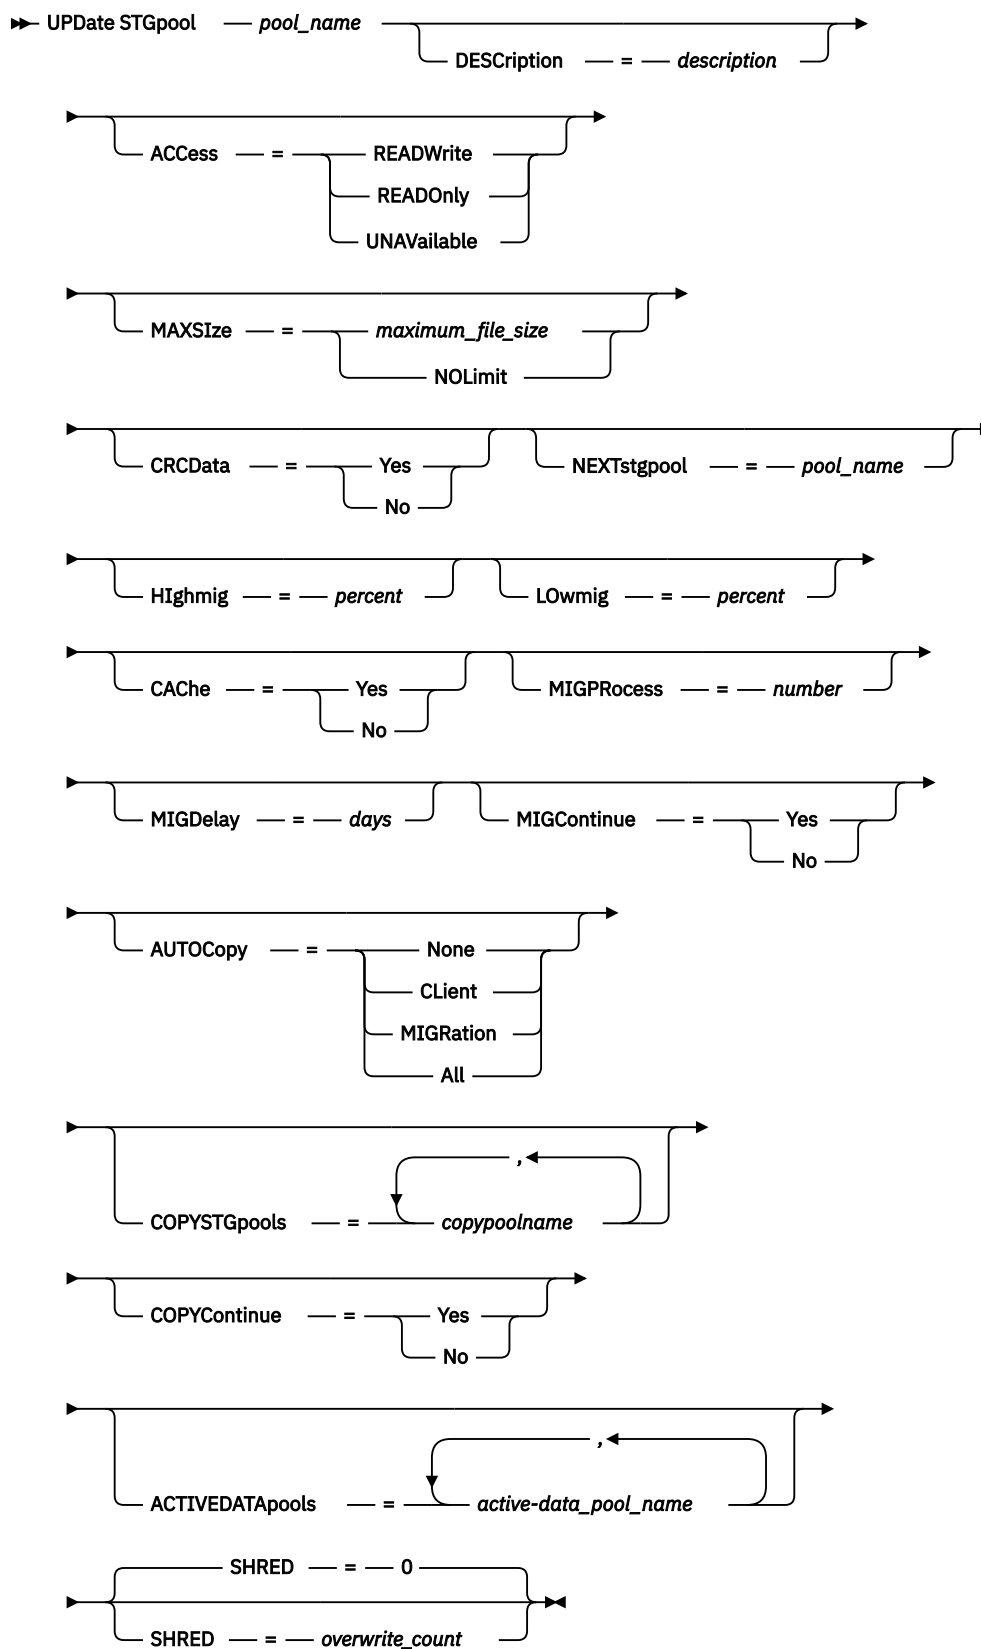 UPDate STGpool pool_name
DESCription = description
ACCess = READWrite
READOnly
UNAVailable
MAXSIze = maximum_file_size
NOLimit
CRCData = Yes
No
NEXTstgpool = pool_name
HIghmig = percent
LOwmig = percent
CAChe = Yes
No
MIGPRocess = number
MIGDelay = days
MIGContinue = Yes
No
AUTOCopy = None
CLient
MIGRation
All
,
COPYSTGpools = copypoolname
COPYContinue = Yes
No
,
ACTIVEDATApools = active-data_pool_name
SHRED = 0
SHRED = overwrite_count